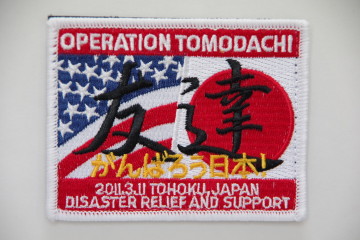 OPERATION TOMODACHI
友達
がんばろう日本!
2011.3.11 TOHOKU, JAPAN
DISASTER RELIEF AND SUPPORT